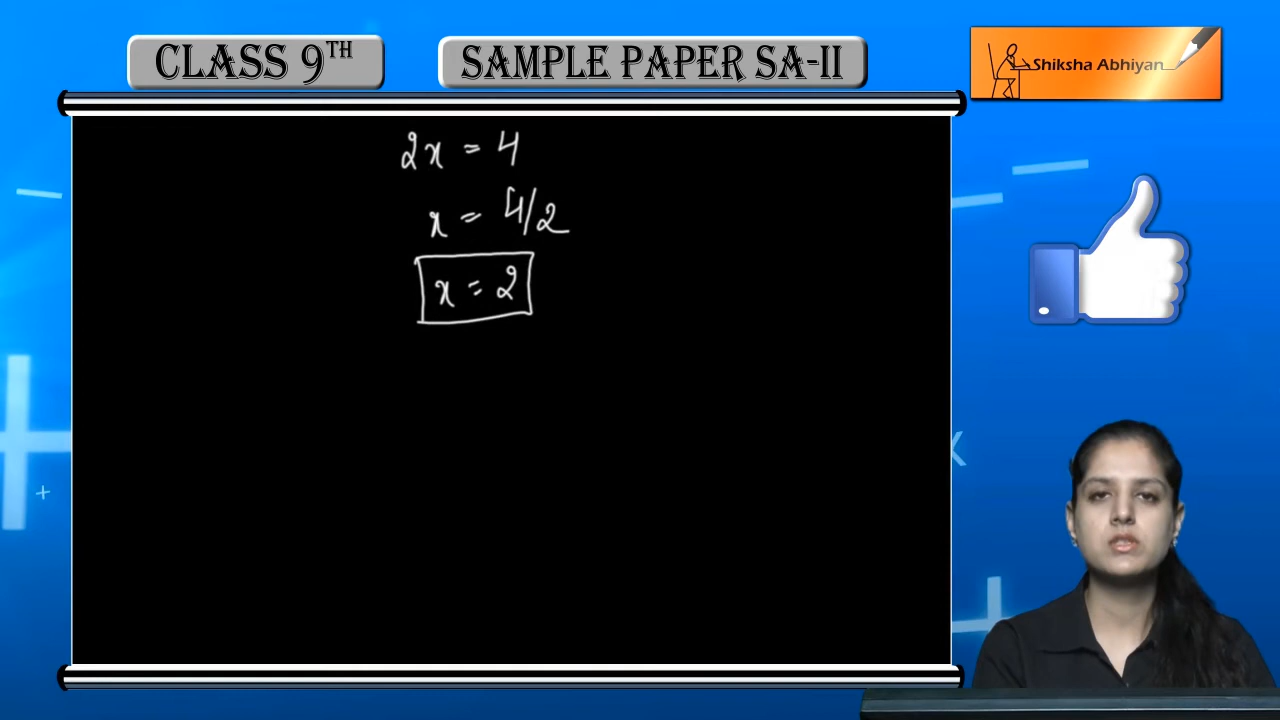 CLASS 9TH
SAMPLE PAPER SA-II
Shiksha Abhiyan
2x = 4
x = 4/2
x = 2